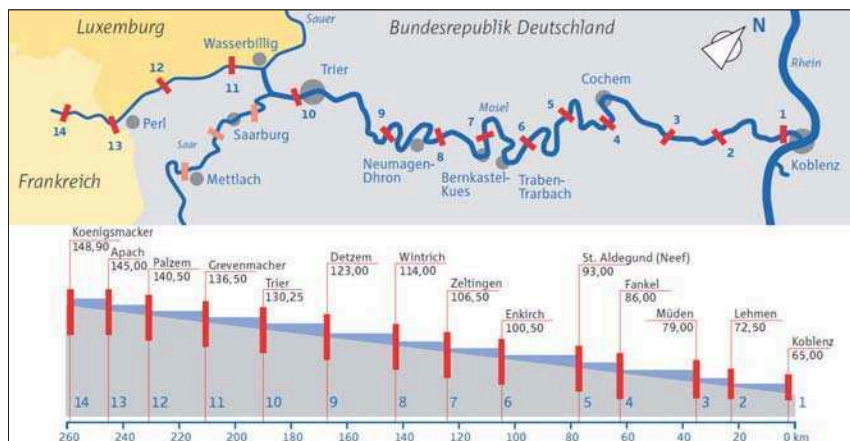 Luxemburg
Sauer
Bundesrepublik Deutschland
N
Wasserbillig
Rhein
12
11
Trier
Cochem
14
13
Perl
Saar
Saarburg
10
9
Mosel
7
5
3
1
Mettlach
Neumagen-
Dhron
8
Bernkastel-
Kues
6
Traben-
Trarbach
4
2
Koblenz
Frankreich
Koenigsmacker
148,90
Apach
145,00
Palzem
140,50
Grevenmacher
136,50
Trier
130,25
Detzem
123,00
Wintrich
114,00
Zeltingen
106,50
Enkirch
100,50
St. Aldegund (Neef)
93,00
Fankel
86,00
Müden
79,00
Lehmen
72,50
Koblenz
65,00
14 13 12 11 10 9 8 7 6 5 4 3 2 1
260 240 220 200 180 160 140 120 100 80 60 40 20 0 km